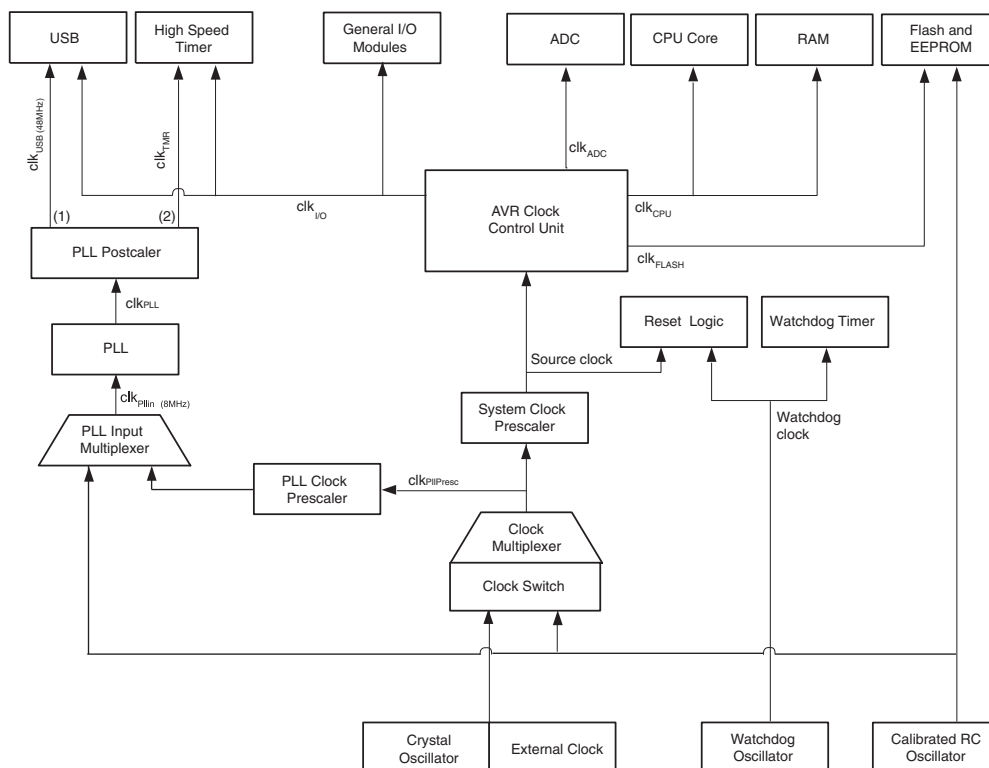 USB
High Speed
Timer
General I/O
Modules
ADC
CPU Core
RAM
Flash and
EEPROM
clkUSB (48MHz)
clkTMR
clkADC
(1)
(2)
clkI/O
AVR Clock
Control Unit
clkCPU
clkFLASH
PLL Postcaler
clkPLL
PLL
Reset Logic
Watchdog Timer
Source clock
clkPllin (8MHz)
System Clock
Prescaler
PLL Input
Multiplexer
Watchdog
clock
PLL Clock
Prescaler
clkPllPresc
Clock
Multiplexer
Clock Switch
Crystal
Oscillator
External Clock
Watchdog
Oscillator
Calibrated RC
Oscillator